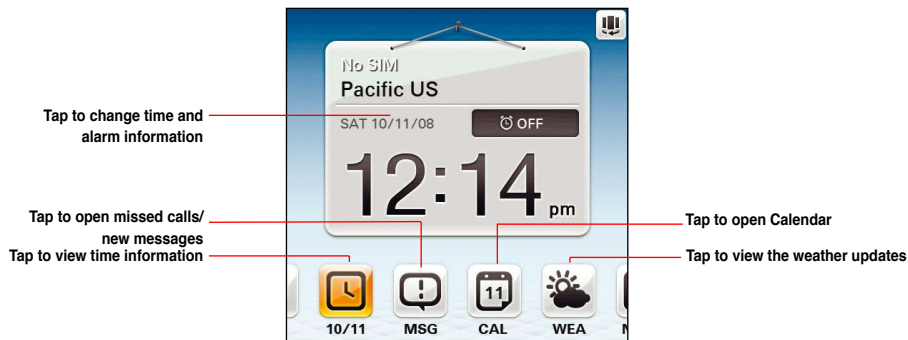 No SIM
Pacific US
SAT 10/11/08
OFF
12:14 pm
Tap to change time and
alarm information
Tap to open missed calls/
new messages
Tap to view time information
Tap to open Calendar
Tap to view the weather updates
11
10/11
MSG
CAL
WEA